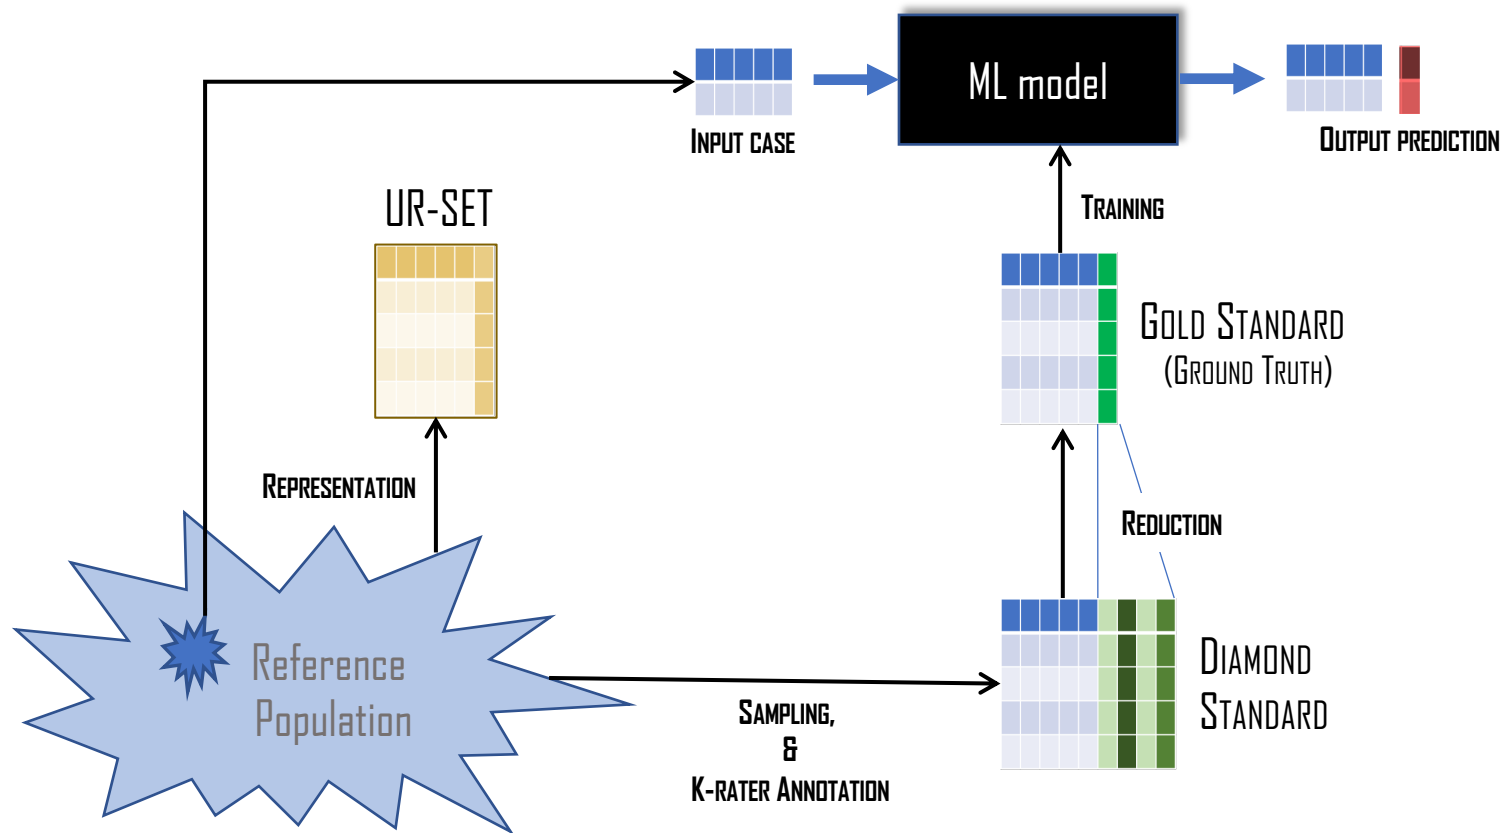 ML model
INPUT CASE
OUTPUT PREDICTION
UR-SET
TRAINING
GOLD STANDARD
(GROUND TRUTH)
REPRESENTATION
REDUCTION
Reference
Population
DIAMOND
STANDARD
SAMPLING,
&
K-RATER ANNOTATION